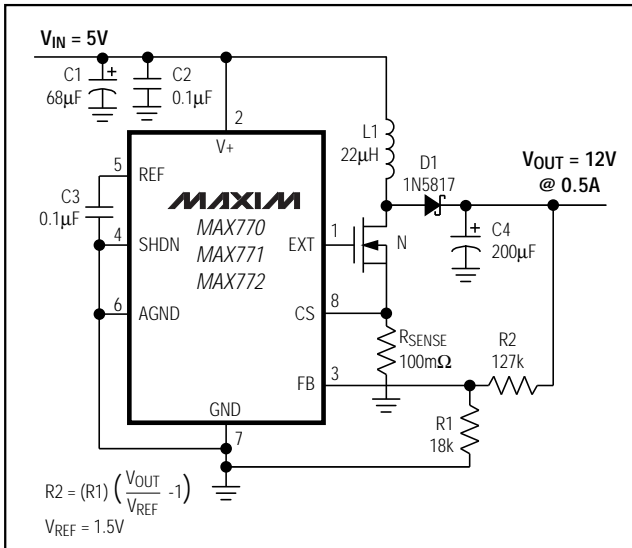 VIN = 5V
C1
68μF
C2
0.1μF
2
V+
L1
22μH
D1
1N5817
VOUT = 12V
@ 0.5A
5
REF
C3
0.1μF
MAXIM
MAX770
MAX771
MAX772
4
SHDN
EXT
1
N
C4
200μF
6
AGND
CS
8
RSENSE
100mΩ
R2
127k
FB
3
R1
18k
GND
7
R2 = (R1) (VOUT/VREF -1)
VREF = 1.5V